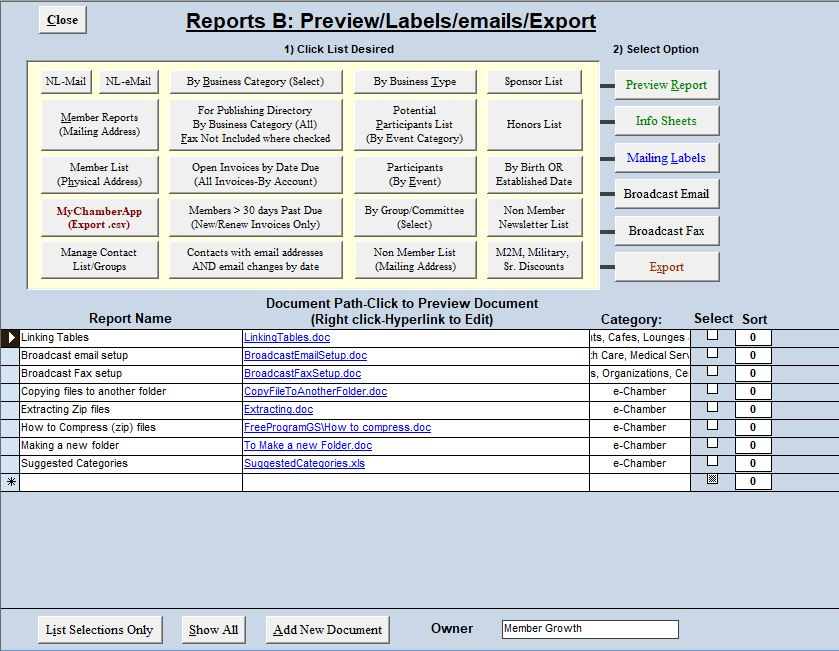 Close
Reports B: Preview/Labels/emails/Export
1) Click List Desired
2) Select Option
NL-Mail
NL-eMail
By Business Category (Select)
By Business Type
Sponsor List
Preview Report
Member Reports
(Mailing Address)
For Publishing Directory
By Business Category (All)
Fax Not Included where checked
Potential
Participants List
(By Event Category)
Honors List
Info Sheets
Member List
(Physical Address)
Open Invoices by Date Due
(All Invoices-By Account)
Participants
(By Event)
By Birth OR
Established Date
Mailing Labels
MyChamberApp
(Export .csv)
Members > 30 days Past Due
(New/Renew Invoices Only)
By Group/Committee
(Select)
Non Member
Newsletter List
Broadcast Email
Broadcast Fax
Manage Contact
List/Groups
Contacts with email addresses
AND email changes by date
Non Member List
(Mailing Address)
M2M, Military,
Sr. Discounts
Export
Report Name
Document Path-Click to Preview Document
(Right click-Hyperlink to Edit)
Category:
Select
Sort
Linking Tables LinkingTables.doc nts, Cafes, Lounges 0
Broadcast email setup BroadcastEmailSetup.doc h Care, Medical Serv 0
Broadcast Fax setup BroadcastFaxSetup.doc s, Organizations, Ce 0
Copying files to another folder CopyFileToAnotherFolder.doc e-Chamber 0
Extracting Zip files Extracting.doc e-Chamber 0
How to Compress (zip) files FreeProgramGS\How to compress.doc e-Chamber 0
Making a new folder To Make a new Folder.doc e-Chamber 0
Suggested Categories SuggestedCategories.xls e-Chamber 0
0
List Selections Only
Show All
Add New Document
Owner
Member Growth